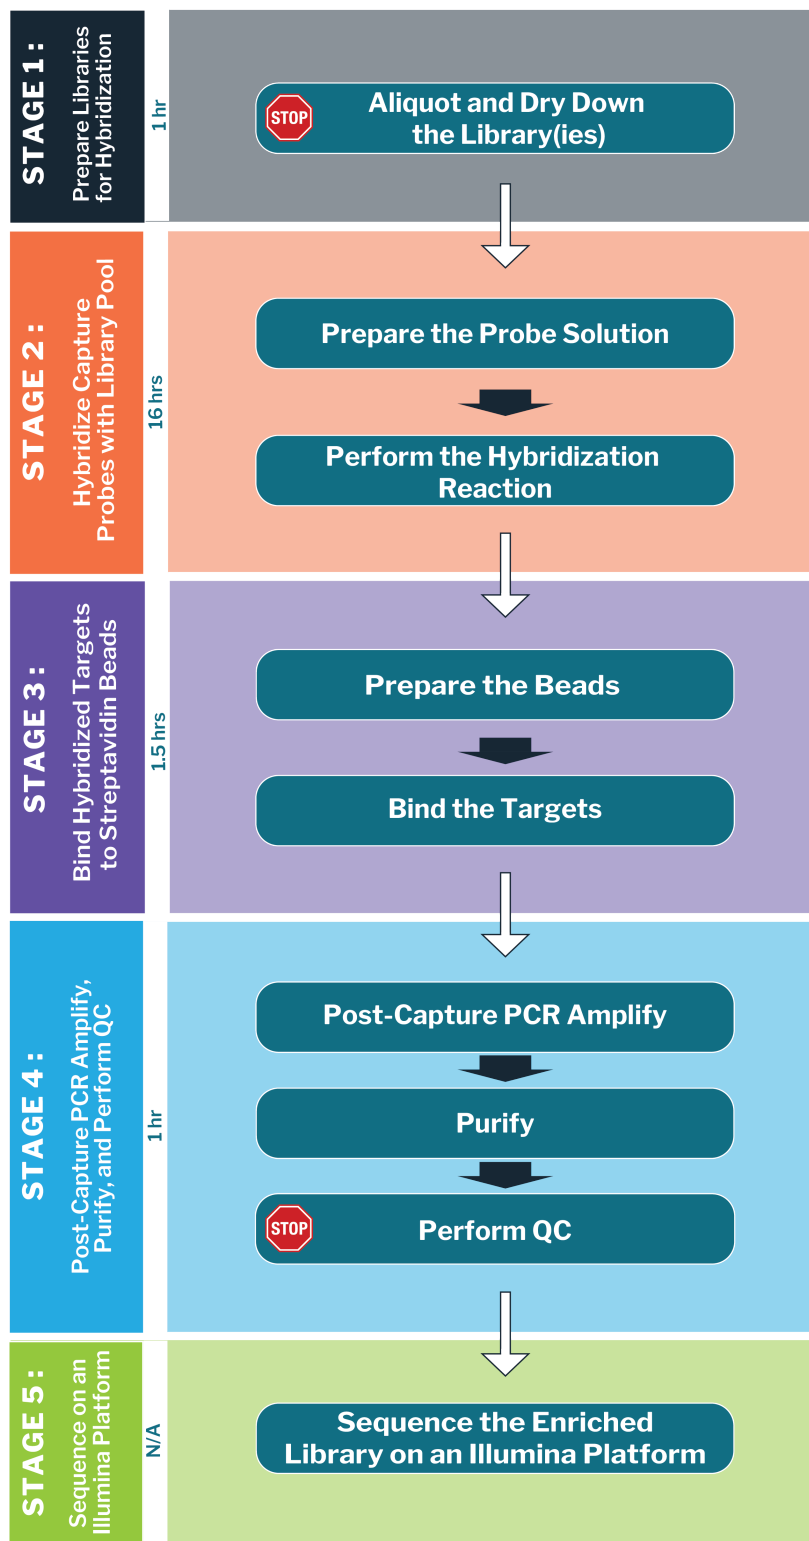 STAGE 1:
Prepare Libraries
for Hybridization
1 hr
STOP
Aliquot and Dry Down
the Library(ies)
STAGE 2:
Hybridize Capture
Probes with Library Pool
16 hrs
Prepare the Probe Solution
Perform the Hybridization
Reaction
STAGE 3:
Bind Hybridized Targets
to Streptavidin Beads
1.5 hrs
Prepare the Beads
Bind the Targets
STAGE 4:
Post-Capture PCR Amplify,
Purify, and Perform QC
1 hr
Post-Capture PCR Amplify
Purify
STOP
Perform QC
STAGE 5:
Sequence on an
Illumina Platform
N/A
Sequence the Enriched
Library on an Illumina Platform